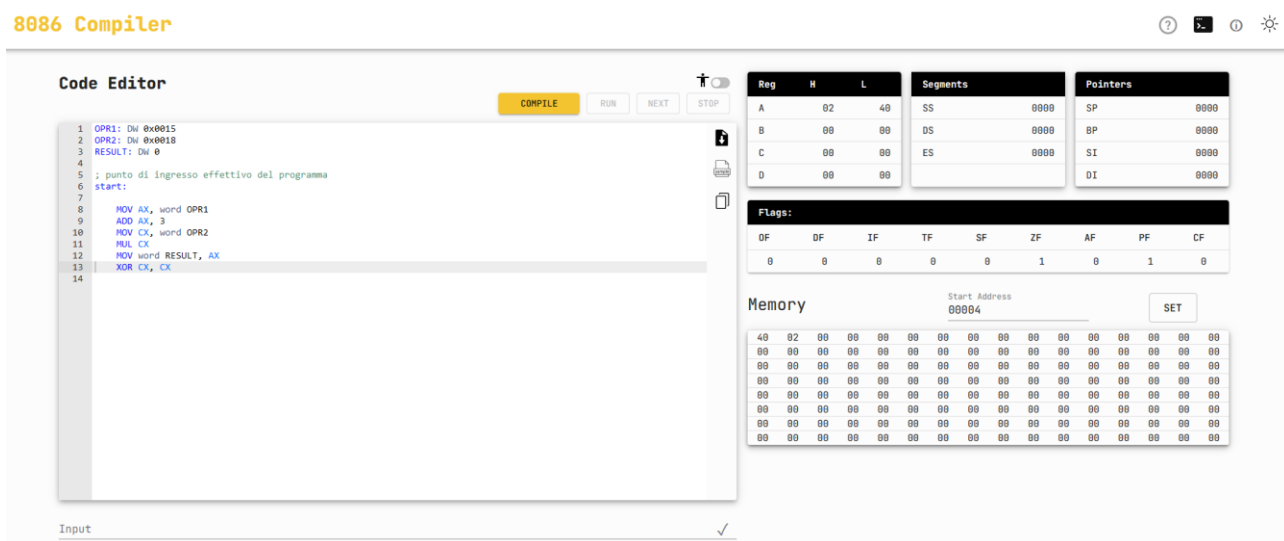 8086 Compiler
Code Editor
COMPILE RUN NEXT STOP
1 OPR1: DW 0x0015
2 OPR2: DW 0x0018
3 RESULT: DW 0
4
5 ; punto di ingresso effettivo del programma
6 start:
7
8 MOV AX, word OPR1
9 ADD AX, 3
10 MOV CX, word OPR2
11 MUL CX
12 MOV word RESULT, AX
13 XOR CX, CX
14
Input
Reg H L
A 02 40
B 00 00
C 00 00
D 00 00
Segments
SS 0000
DS 0000
ES 0000
Pointers
SP 0000
BP 0000
SI 0000
DI 0000
Flags:
OF DF IF TF SF ZF AF PF CF
0 0 0 0 0 1 0 1 0
Memory
Start Address
00004
SET
40 02 00 00 00 00 00 00 00 00 00 00 00 00 00 00
00 00 00 00 00 00 00 00 00 00 00 00 00 00 00 00
00 00 00 00 00 00 00 00 00 00 00 00 00 00 00 00
00 00 00 00 00 00 00 00 00 00 00 00 00 00 00 00
00 00 00 00 00 00 00 00 00 00 00 00 00 00 00 00
00 00 00 00 00 00 00 00 00 00 00 00 00 00 00 00
00 00 00 00 00 00 00 00 00 00 00 00 00 00 00 00
00 00 00 00 00 00 00 00 00 00 00 00 00 00 00 00